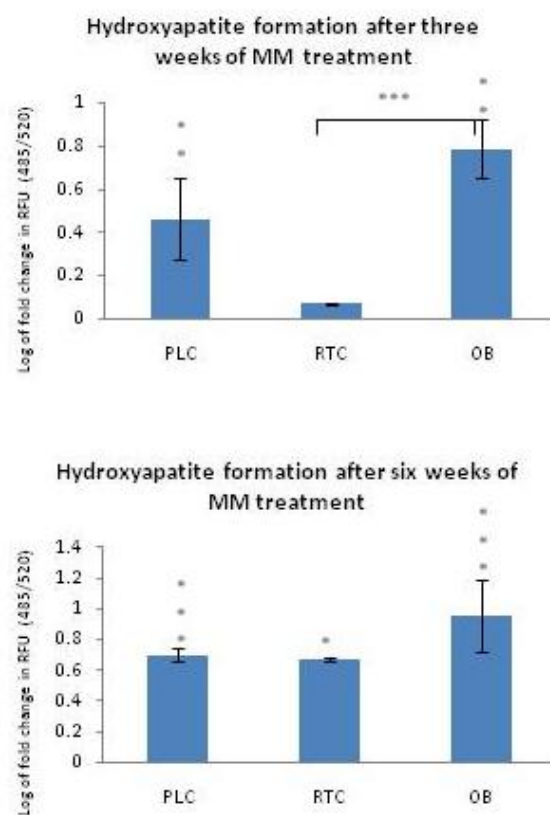 Hydroxyapatite formation after three
weeks of MM treatment
Log of fold change in RFU (485/520)
1
0.8
0.6
0.4
0.2
0
* *
***
* *
PLC RTC OB
Hydroxyapatite formation after six weeks of
MM treatment
Log of fold change in RFU (485/520)
1.4
1.2
1
0.8
0.6
0.4
0.2
0
* * *
*
* * *
PLC RTC OB